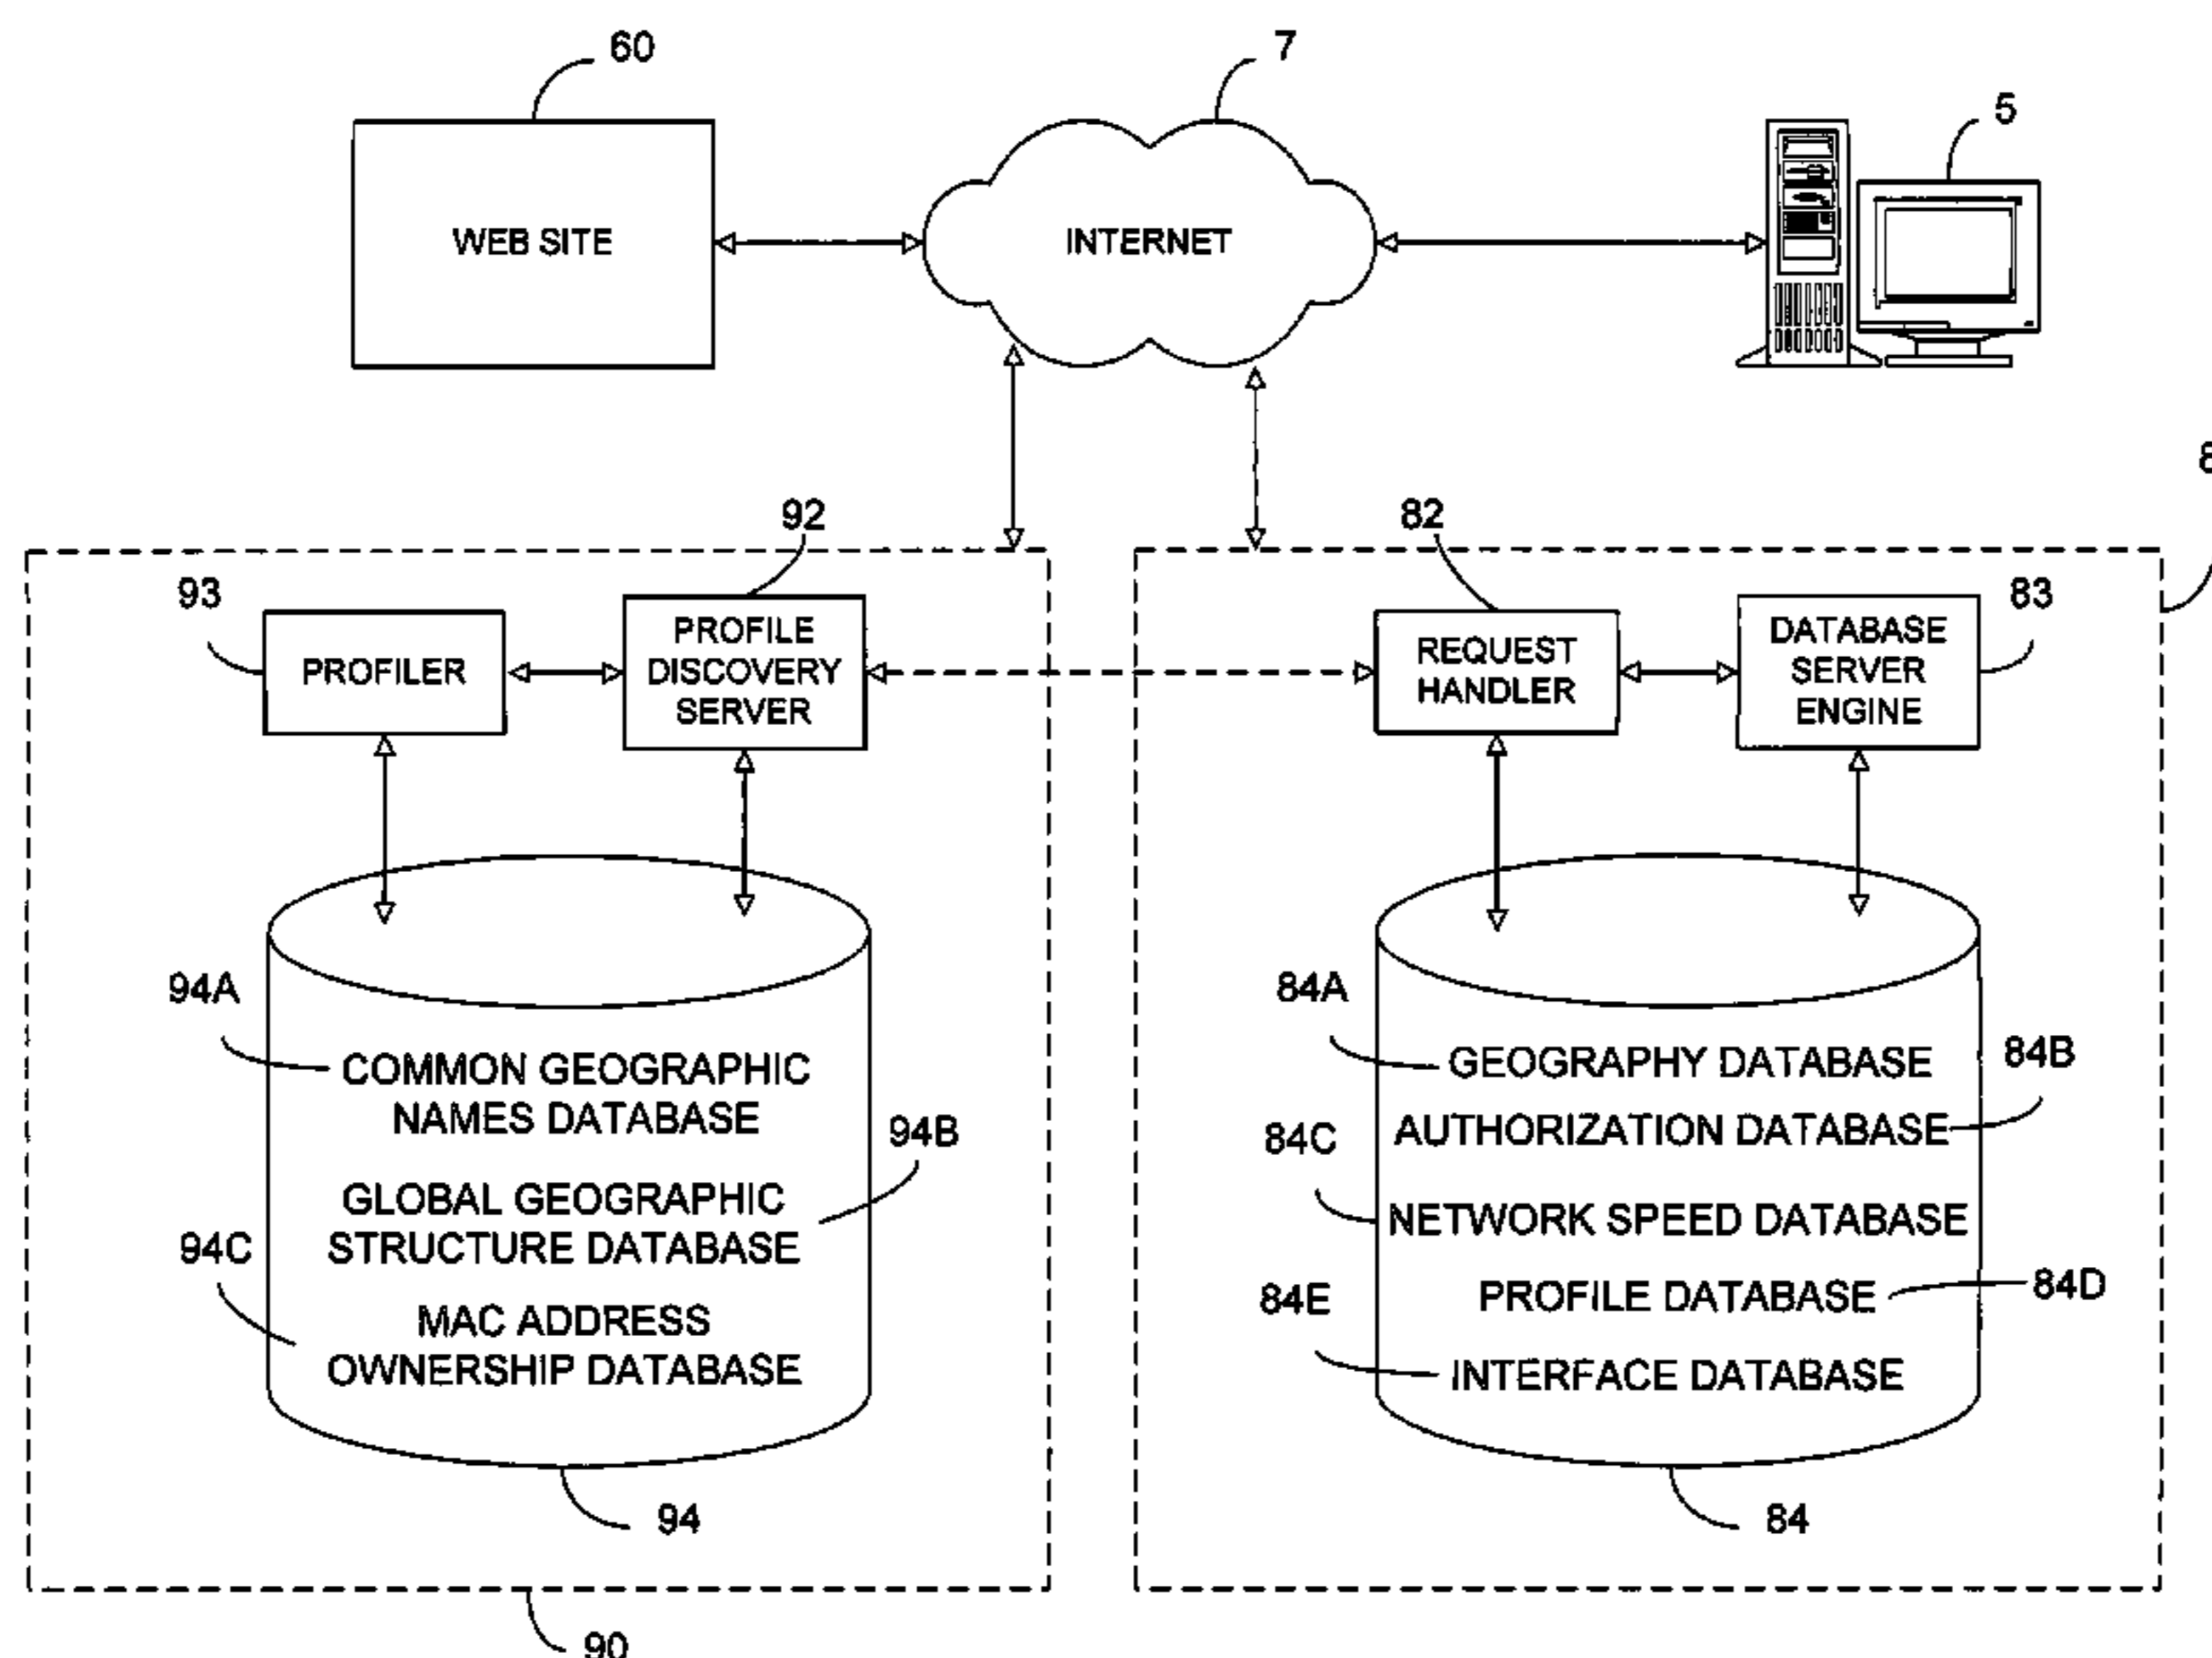 60
7
5
WEB SITE
INTERNET
8
92
82
93
83
PROFILER
PROFILE
DISCOVERY
SERVER
REQUEST
HANDLER
DATABASE
SERVER
ENGINE
94A
COMMON GEOGRAPHIC
NAMES DATABASE
94B
GLOBAL GEOGRAPHIC
STRUCTURE DATABASE
94C
MAC ADDRESS
OWNERSHIP DATABASE
84A
GEOGRAPHY DATABASE
84B
AUTHORIZATION DATABASE
84C
NETWORK SPEED DATABASE
PROFILE DATABASE
84D
84E
INTERFACE DATABASE
94
84
90